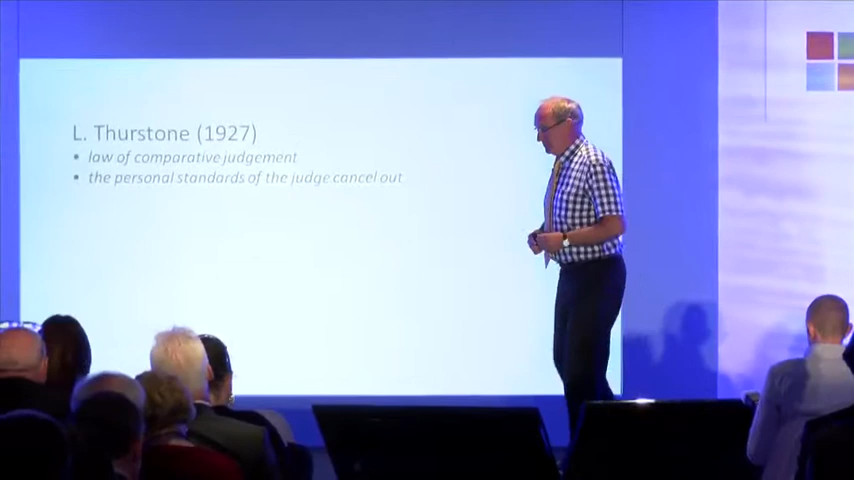 L. Thurstone (1927)
▪ law of comparative judgement
▪ the personal standards of the judge cancel out